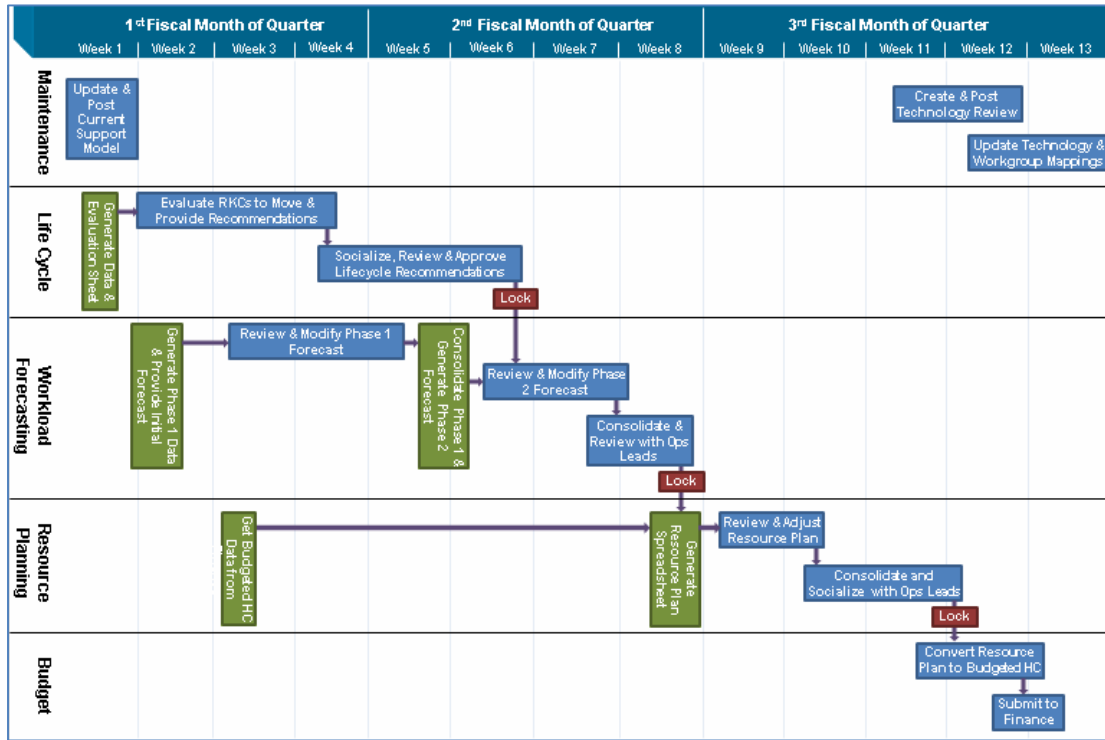 1st Fiscal Month of Quarter
2nd Fiscal Month of Quarter
3rd Fiscal Month of Quarter
Week 1
Week 2
Week 3
Week 4
Week 5
Week 6
Week 7
Week 8
Week 9
Week 10
Week 11
Week 12
Week 13
Maintenance
Update &
Post
Current
Support
Model
Create & Post
Technology Review
Update Technology &
Workgroup Mappings
Life Cycle
Generate Data &
Evaluation Sheet
Evaluate RKCs to Move &
Provide Recommendations
Socialize, Review & Approve
Lifecycle Recommendations
Lock
Workload
Forecasting
Generate Phase 1 Data
& Provide Initial
Forecast
Review & Modify Phase 1
Forecast
Consolidate Phase 1 &
Generate Phase 2
Forecast
Review & Modify Phase
2 Forecast
Consolidate &
Review with Ops
Leads
Lock
Resource
Planning
Get Budgeted HC
Data from
Generate
Resource Plan
Spreadsheet
Review & Adjust
Resource Plan
Consolidate and
Socialize with Ops Leads
Lock
Budget
Convert Resource
Plan to Budgeted HC
Submit to
Finance